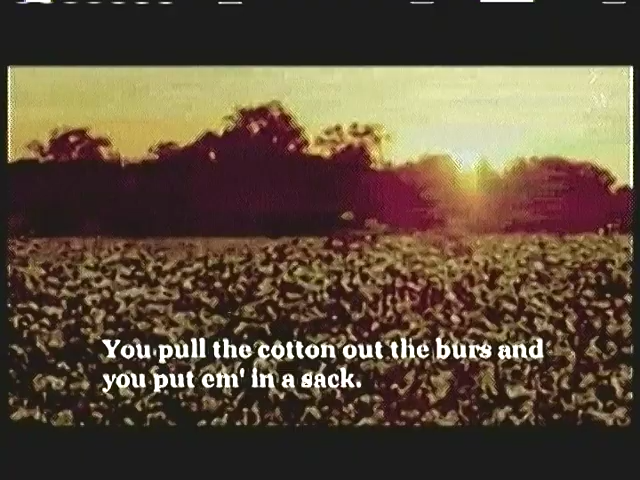 You pull the cotton out the burs and
you put em' in a sack.